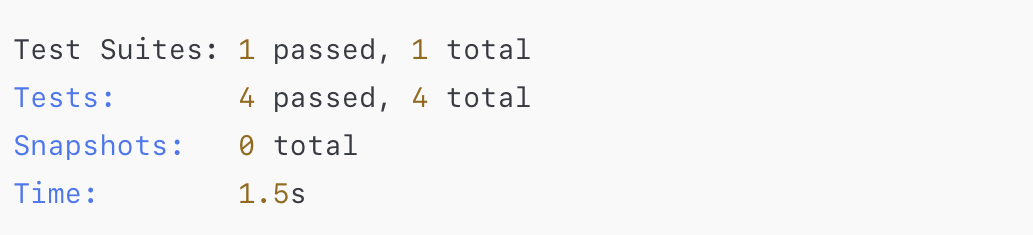 Test Suites: 1 passed, 1 total
Tests:       4 passed, 4 total
Snapshots:   0 total
Time:        1.5s